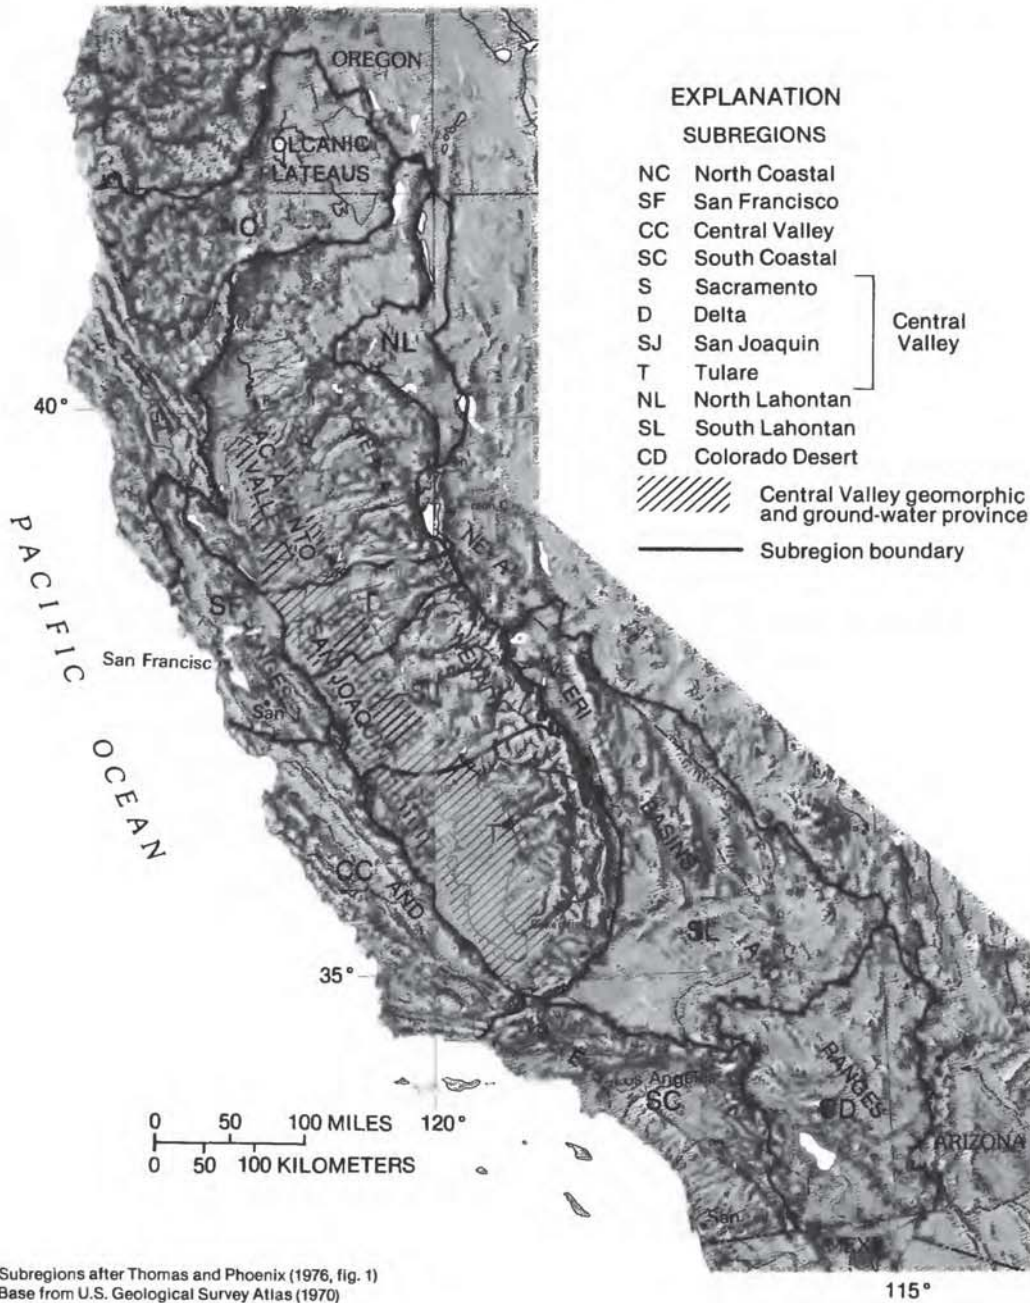 OREGON
EXPLANATION
SUBREGIONS
NC North Coastal
SF San Francisco
CC Central Valley
SC South Coastal
S Sacramento
D Delta
SJ San Joaquin
T Tulare
Central
Valley
NL North Lahontan
SL South Lahontan
CD Colorado Desert
Central Valley geomorphic
and ground-water province
Subregion boundary
OLCANIC
LATEAUS
NL
40°
PACIFIC
OCEAN
San Francisc
San
JOAQ
BASINS
CC AND
SL
35°
RANGES
Los Angeles
SC
CD
ARIZONA
San
0 50 100 MILES
0 50 100 KILOMETERS
120°
115°
Subregions after Thomas and Phoenix (1976, fig. 1)
Base from U.S. Geological Survey Atlas (1970)